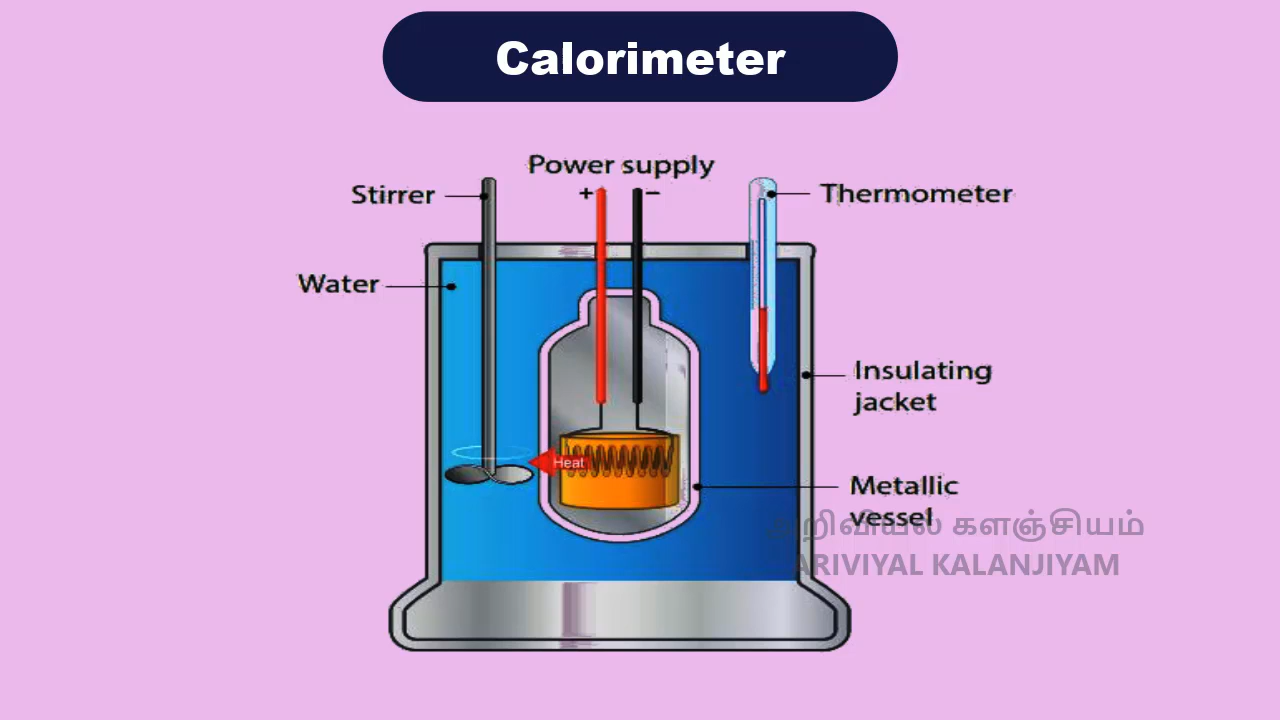 Calorimeter
Power supply
+ –
Stirrer
Thermometer
Water
Insulating
jacket
Heat
Metallic
vessel
அறிவியல் களஞ்சியம்
ARIVIYAL KALANJIYAM